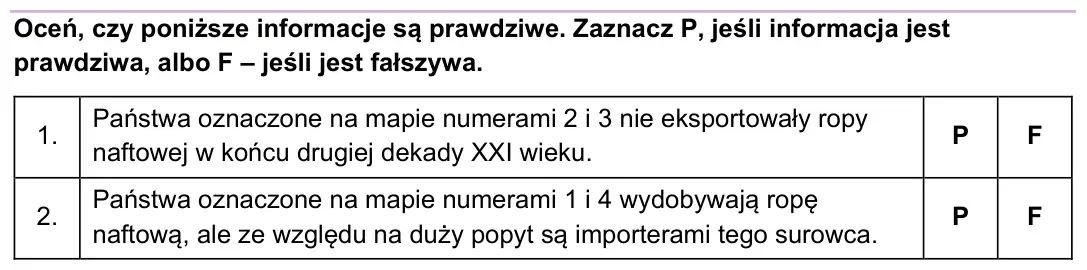 Oceń, czy poniższe informacje są prawdziwe. Zaznacz P, jeśli informacja jest
prawdziwa, albo F – jeśli jest fałszywa.
1. Państwa oznaczone na mapie numerami 2 i 3 nie eksportowały ropy
naftowej w końcu drugiej dekady XXI wieku. P F
2. Państwa oznaczone na mapie numerami 1 i 4 wydobywają ropę
naftową, ale ze względu na duży popyt są importerami tego surowca. P F